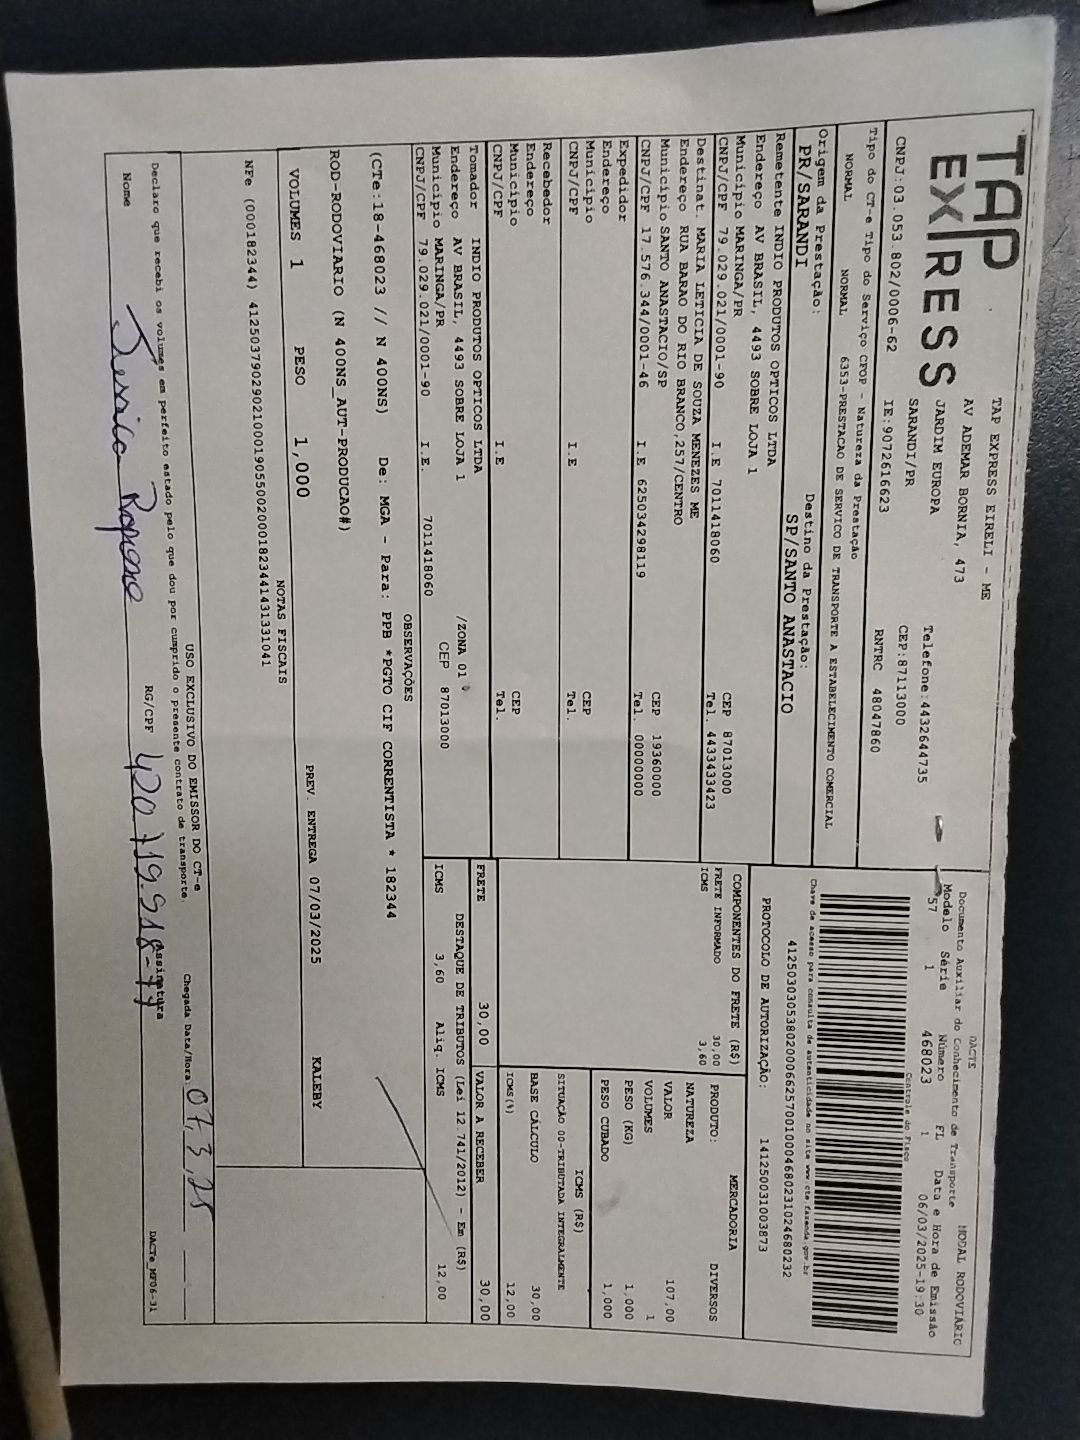 TAP EXPRESS
TAP EXPRESS EIRELI - ME
AV ADEMAR BORNIA, 473
JARDIM EUROPA Telefone:4432644735
SARANDI/PR CEP:87113000
CNPJ:03.053.802/0006-62 IE:9072616623 RNTRC 48047860
Tipo do CT-e Tipo do Serviço CFOP - Natureza da Prestação
NORMAL NORMAL 6353-PRESTACAO DE SERVICO DE TRANSPORTE A ESTABELECIMENTO COMERCIAL
Origem da Prestação: Destino da Prestação:
PR/SARANDI SP/SANTO ANASTACIO
Remetente INDIO PRODUTOS OPTICOS LTDA
Endereço AV BRASIL, 4493 SOBRE LOJA 1
Município MARINGA/PR CEP 87013000
CNPJ/CPF 79.029.021/0001-90 I.E 7011418060 Tel. 4433433423
Destinat. MARIA LETICIA DE SOUZA MENEZES ME
Endereço RUA BARAO DO RIO BRANCO,257/CENTRO
Município SANTO ANASTACIO/SP CEP 19360000
CNPJ/CPF 17.576.344/0001-46 I.E 625034298119 Tel. 00000000
Expedidor
Endereço
Município CEP
CNPJ/CPF I.E Tel.
Recebedor
Endereço
Município CEP
CNPJ/CPF I.E Tel.
Tomador INDIO PRODUTOS OPTICOS LTDA
Endereço AV BRASIL, 4493 SOBRE LOJA 1 /ZONA 01
Município MARINGA/PR CEP 87013000
CNPJ/CPF 79.029.021/0001-90 I.E. 7011418060
DACTE MODAL RODOVIÁRIO
Documento Auxiliar do Conhecimento de Transporte
Modelo Série Número FL Data e Hora de Emissão
57 1 468023 1 06/03/2025-19:30
Controle do Fisco
Chave de acesso para consulta de autenticidade no site www.cte.fazenda.gov.br
41250303053802000662570010004680231024680232
PROTOCOLO DE AUTORIZAÇÃO: 141250031003873
COMPONENTES DO FRETE (R$)
FRETE INFORMADO 30,00
ICMS 3,60
MERCADORIA
PRODUTO: DIVERSOS
NATUREZA
VALOR 107,00
VOLUMES 1
PESO (KG) 1,000
PESO CUBADO 1,000
ICMS (R$)
SITUAÇÃO 00-TRIBUTADA INTEGRALMENTE
BASE CÁLCULO 30,00
ICMS(%) 12,00
FRETE 30,00 VALOR A RECEBER 30,00
DESTAQUE DE TRIBUTOS (Lei 12.741/2012) - Em (R$)
ICMS 3,60 Aliq. ICMS 12,00
OBSERVAÇÕES
(CTe:18-468023 // N 400NS) De: MGA - Para: PPB *PGTO CIF CORRENTISTA * 182344
ROD-RODOVIARIO (N 400NS_AUT-PRODUCAO#)
VOLUMES 1 PESO 1,000 PREV. ENTREGA 07/03/2025 KALEBY
NOTAS FISCAIS
NFe (000182344) 41250379029021000190550020001823441431331041
USO EXCLUSIVO DO EMISSOR DO CT-e
Declaro que recebi os volumes em perfeito estado pelo que dou por cumprido o presente contrato de transporte. Chegada Data/Hora: 07,3,25
Nome RG/CPF Assinatura DACTe_MF06-31